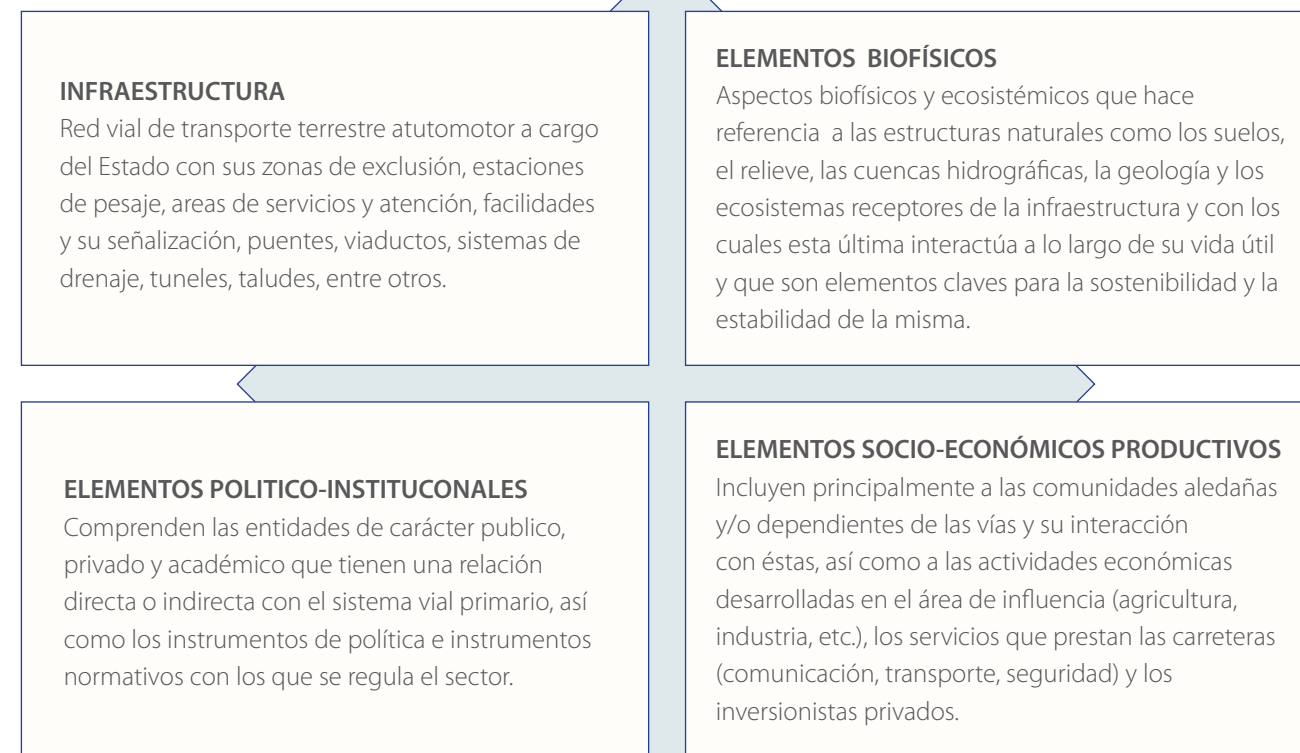 INFRAESTRUCTURA
Red vial de transporte terrestre atutomotor a cargo
del Estado con sus zonas de exclusión, estaciones
de pesaje, areas de servicios y atención, facilidades
y su señalización, puentes, viaductos, sistemas de
drenaje, tuneles, taludes, entre otros.
ELEMENTOS BIOFÍSICOS
Aspectos biofísicos y ecosistémicos que hace
referencia a las estructuras naturales como los suelos,
el relieve, las cuencas hidrográficas, la geología y los
ecosistemas receptores de la infraestructura y con los
cuales esta última interactúa a lo largo de su vida útil
y que son elementos claves para la sostenibilidad y la
estabilidad de la misma.
ELEMENTOS POLITICO-INSTITUCONALES
Comprenden las entidades de carácter publico,
privado y académico que tienen una relación
directa o indirecta con el sistema vial primario, así
como los instrumentos de política e instrumentos
normativos con los que se regula el sector.
ELEMENTOS SOCIO-ECONÓMICOS PRODUCTIVOS
Incluyen principalmente a las comunidades aledañas
y/o dependientes de las vías y su interacción
con éstas, así como a las actividades económicas
desarrolladas en el área de influencia (agricultura,
industria, etc.), los servicios que prestan las carreteras
(comunicación, transporte, seguridad) y los
inversionistas privados.